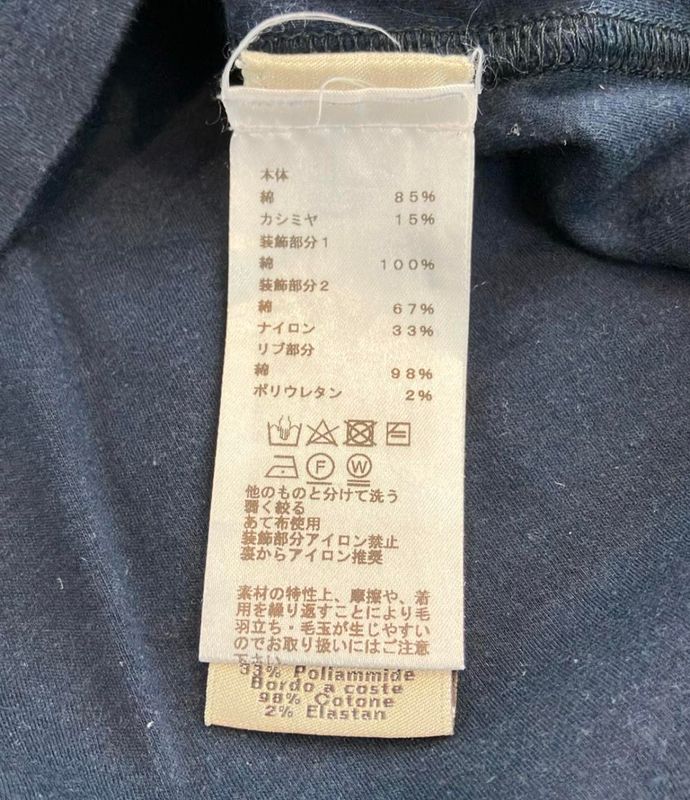 本体
綿 85%
カシミヤ 15%
装飾部分1
綿 100%
装飾部分2
綿 67%
ナイロン 33%
リブ部分
綿 98%
ポリウレタン 2%
F W
他のものと分けて洗う
弱く絞る
あて布使用
装飾部分アイロン禁止
裏からアイロン推奨
素材の特性上、摩擦や、着
用を繰り返すことにより毛
羽立ち・毛玉が生じやすい
のでお取り扱いにはご注意
下さい
33% Poliammide
Bordo a coste
98% Cotone
2% Elastan